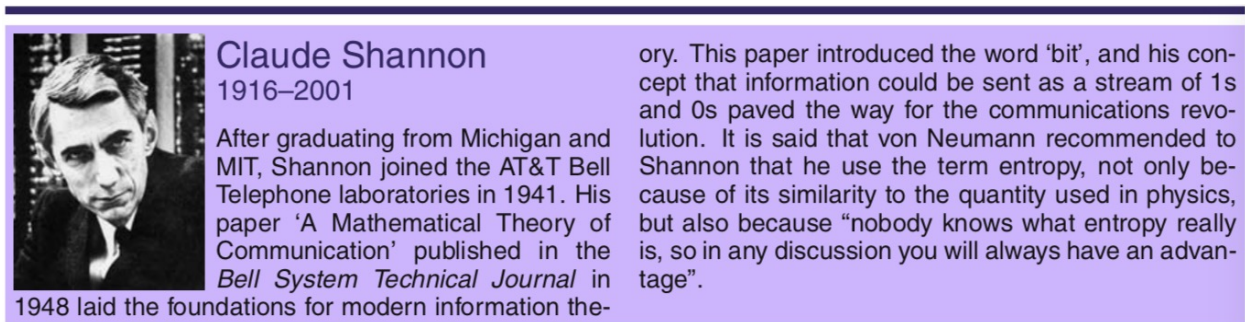 Claude Shannon
1916–2001
After graduating from Michigan and
MIT, Shannon joined the AT&T Bell
Telephone laboratories in 1941. His
paper ‘A Mathematical Theory of
Communication’ published in the
Bell System Technical Journal in
1948 laid the foundations for modern information the-
ory. This paper introduced the word ‘bit’, and his con-
cept that information could be sent as a stream of 1s
and 0s paved the way for the communications revo-
lution. It is said that von Neumann recommended to
Shannon that he use the term entropy, not only be-
cause of its similarity to the quantity used in physics,
but also because “nobody knows what entropy really
is, so in any discussion you will always have an advan-
tage”.